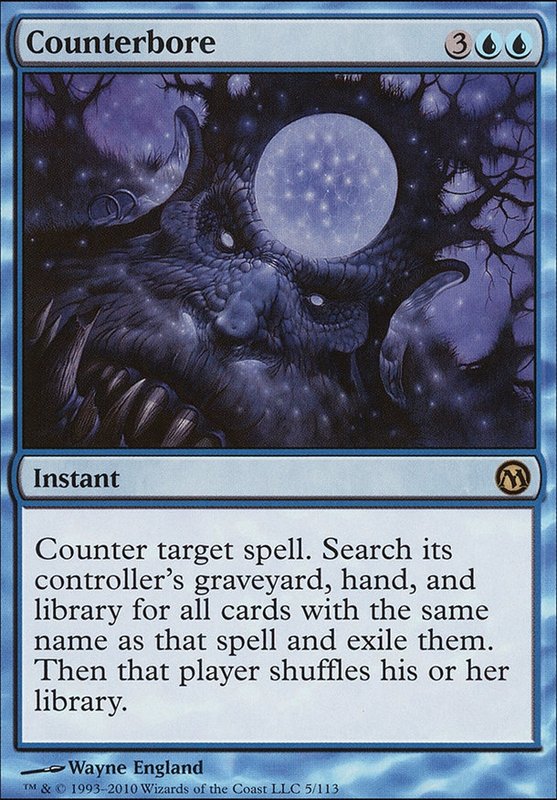 Counterbore 3
Instant
Counter target spell. Search its
controller's graveyard, hand, and
library for all cards with the same
name as that spell and exile them.
Then that player shuffles his or her
library.
Wayne England
™ & © 1993–2010 Wizards of the Coast LLC 5/113